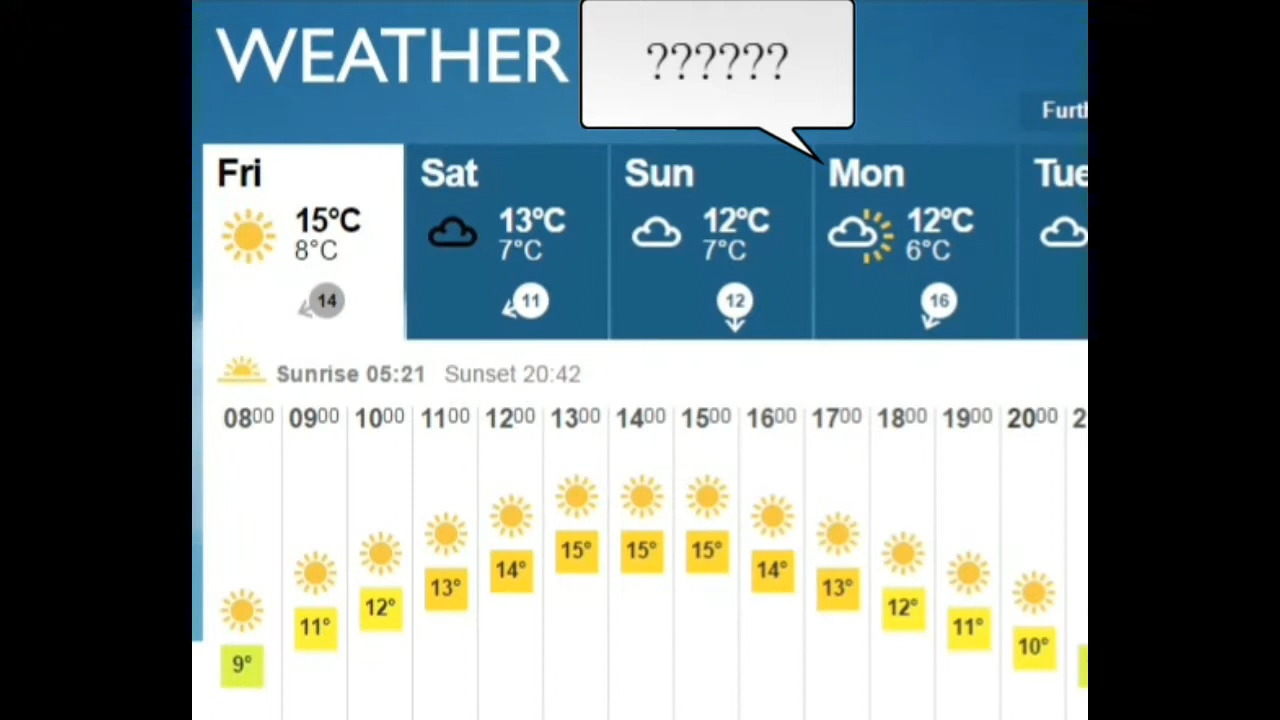 WEATHER
??????
Fri Sat Sun Mon
15°C 13°C 12°C 12°C
8°C 7°C 7°C 6°C
14 11 12 16
Sunrise 05:21 Sunset 20:42
0800 0900 1000 1100 1200 1300 1400 1500 1600 1700 1800 1900 2000
15° 15° 15°
14° 14°
13° 13°
12° 12°
11° 11°
10°
9°